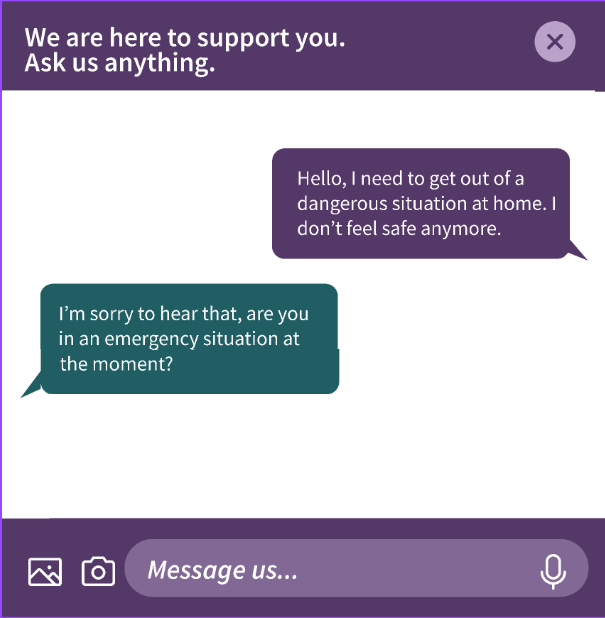 We are here to support you.
Ask us anything.
Hello, I need to get out of a
dangerous situation at home. I
don’t feel safe anymore.
I’m sorry to hear that, are you
in an emergency situation at
the moment?
Message us...